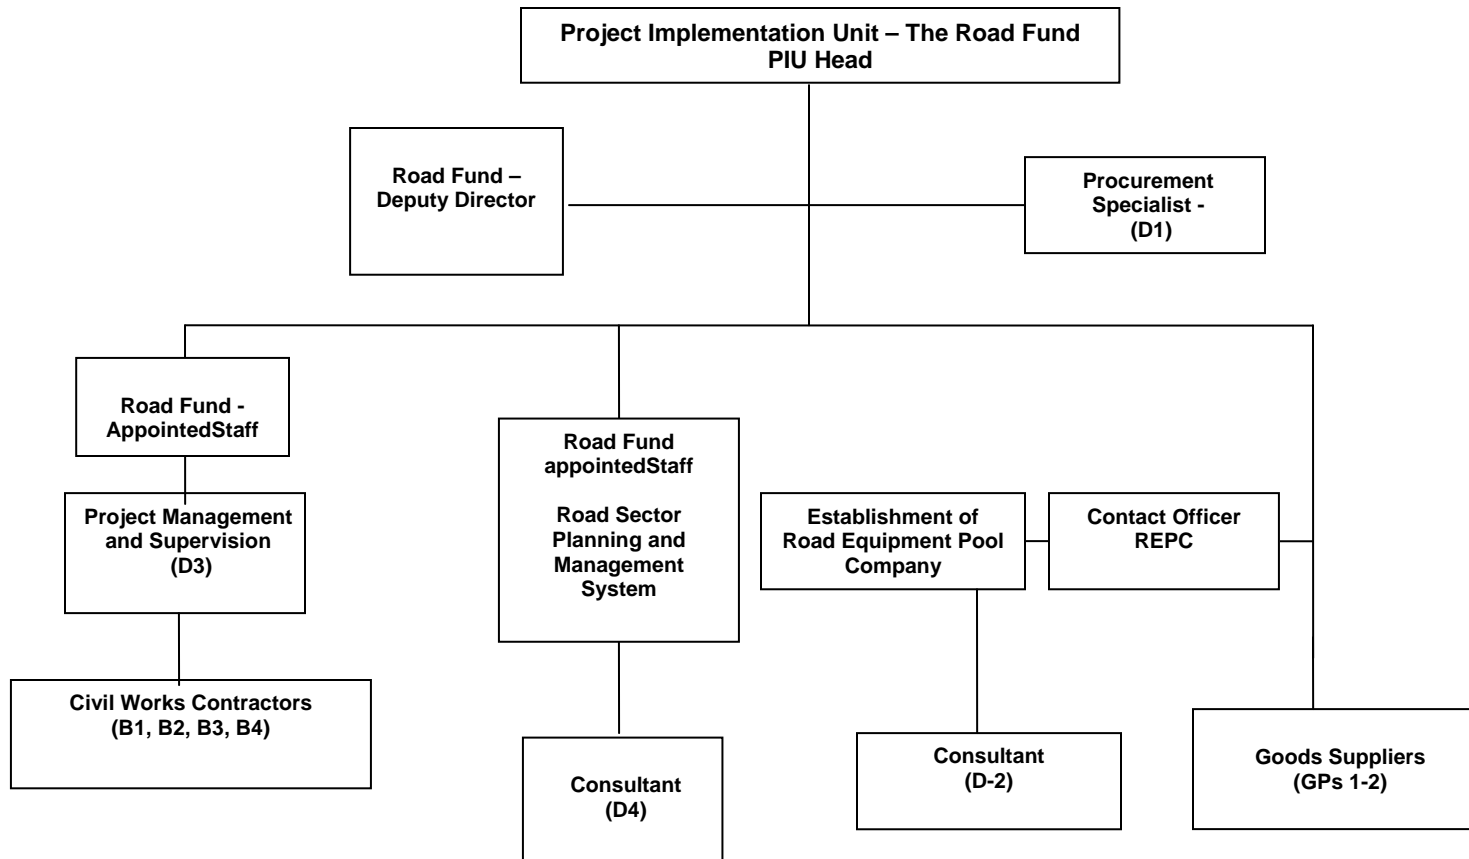 Project Implementation Unit – The Road Fund
PIU Head
Road Fund –
Deputy Director
Procurement
Specialist -
(D1)
Road Fund -
AppointedStaff
Project Management
and Supervision
(D3)
Civil Works Contractors
(B1, B2, B3, B4)
Road Fund
appointedStaff
Road Sector
Planning and
Management
System
Consultant
(D4)
Establishment of
Road Equipment Pool
Company
Contact Officer
REPC
Consultant
(D-2)
Goods Suppliers
(GPs 1-2)